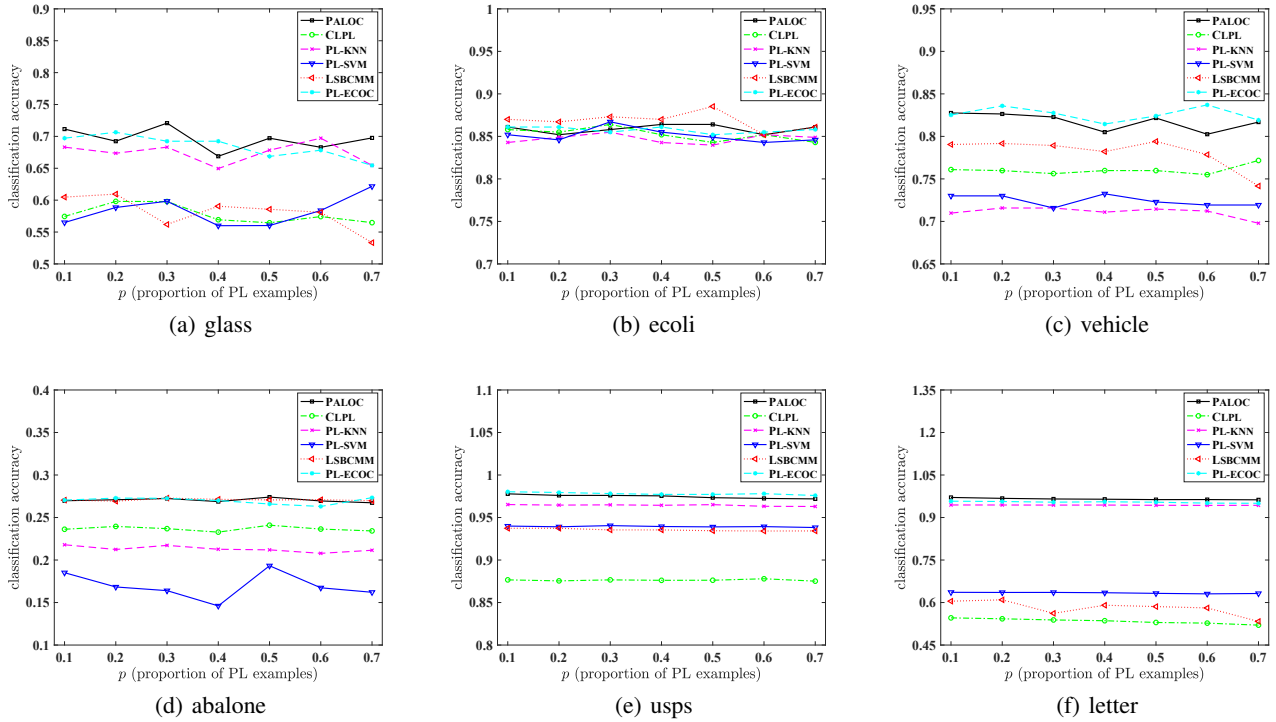 0.9
0.85
0.8
0.75
0.7
0.65
0.6
0.55
0.5
classification accuracy
PALOC
CLPL
PL-KNN
PL-SVM
LSBCMM
PL-ECOC
0.1 0.2 0.3 0.4 0.5 0.6 0.7
p (proportion of PL examples)
(a) glass
1
0.95
0.9
0.85
0.8
0.75
0.7
classification accuracy
PALOC
CLPL
PL-KNN
PL-SVM
LSBCMM
PL-ECOC
0.1 0.2 0.3 0.4 0.5 0.6 0.7
p (proportion of PL examples)
(b) ecoli
0.95
0.9
0.85
0.8
0.75
0.7
0.65
classification accuracy
PALOC
CLPL
PL-KNN
PL-SVM
LSBCMM
PL-ECOC
0.1 0.2 0.3 0.4 0.5 0.6 0.7
p (proportion of PL examples)
(c) vehicle
0.4
0.35
0.3
0.25
0.2
0.15
0.1
classification accuracy
PALOC
CLPL
PL-KNN
PL-SVM
LSBCMM
PL-ECOC
0.1 0.2 0.3 0.4 0.5 0.6 0.7
p (proportion of PL examples)
(d) abalone
1.1
1.05
1
0.95
0.9
0.85
0.8
classification accuracy
PALOC
CLPL
PL-KNN
PL-SVM
LSBCMM
PL-ECOC
0.1 0.2 0.3 0.4 0.5 0.6 0.7
p (proportion of PL examples)
(e) usps
1.35
1.2
1.05
0.9
0.75
0.6
0.45
classification accuracy
PALOC
CLPL
PL-KNN
PL-SVM
LSBCMM
PL-ECOC
0.1 0.2 0.3 0.4 0.5 0.6 0.7
p (proportion of PL examples)
(f) letter